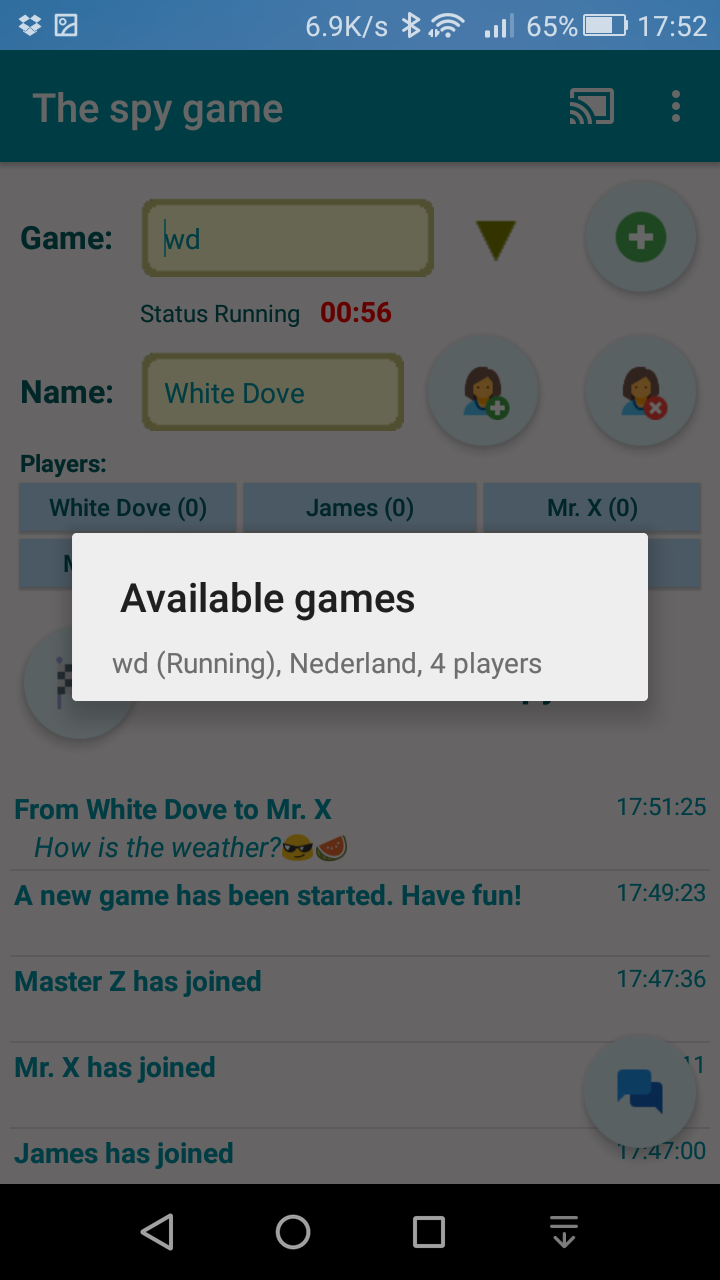 6.9K/s 65% 17:52
The spy game
Game: wd
Status Running 00:56
Name: White Dove
Players:
White Dove (0) James (0) Mr. X (0)
Available games
wd (Running), Nederland, 4 players
From White Dove to Mr. X 17:51:25
How is the weather?😎🍉
A new game has been started. Have fun! 17:49:23
Master Z has joined 17:47:36
Mr. X has joined
James has joined 17:47:00